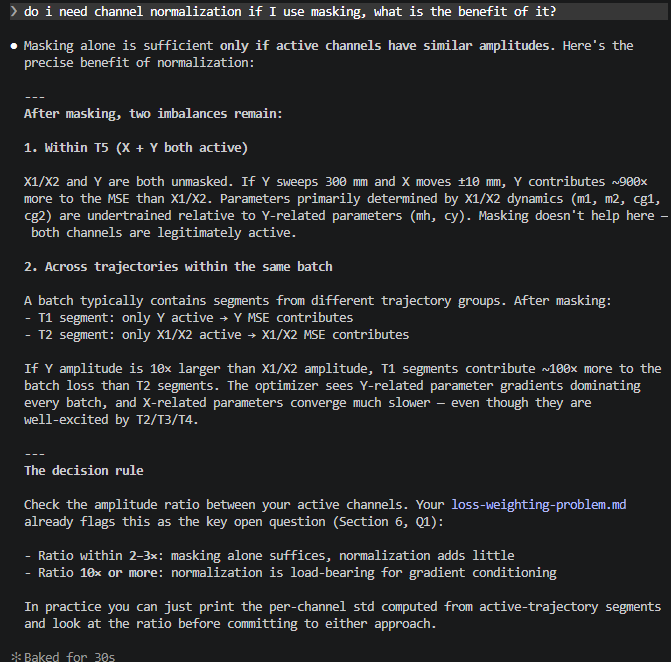 ❯ do i need channel normalization if I use masking, what is the benefit of it?
● Masking alone is sufficient only if active channels have similar amplitudes. Here's the
precise benefit of normalization:
---
After masking, two imbalances remain:
1. Within T5 (X + Y both active)
X1/X2 and Y are both unmasked. If Y sweeps 300 mm and X moves ±10 mm, Y contributes ~900×
more to the MSE than X1/X2. Parameters primarily determined by X1/X2 dynamics (m1, m2, cg1,
cg2) are undertrained relative to Y-related parameters (mh, cy). Masking doesn't help here —
both channels are legitimately active.
2. Across trajectories within the same batch
A batch typically contains segments from different trajectory groups. After masking:
- T1 segment: only Y active → Y MSE contributes
- T2 segment: only X1/X2 active → X1/X2 MSE contributes
If Y amplitude is 10× larger than X1/X2 amplitude, T1 segments contribute ~100× more to the
batch loss than T2 segments. The optimizer sees Y-related parameter gradients dominating
every batch, and X-related parameters converge much slower — even though they are
well-excited by T2/T3/T4.
---
The decision rule
Check the amplitude ratio between your active channels. Your loss-weighting-problem.md
already flags this as the key open question (Section 6, Q1):
- Ratio within 2–3×: masking alone suffices, normalization adds little
- Ratio 10× or more: normalization is load-bearing for gradient conditioning
In practice you can just print the per-channel std computed from active-trajectory segments
and look at the ratio before committing to either approach.
✻ Baked for 30s